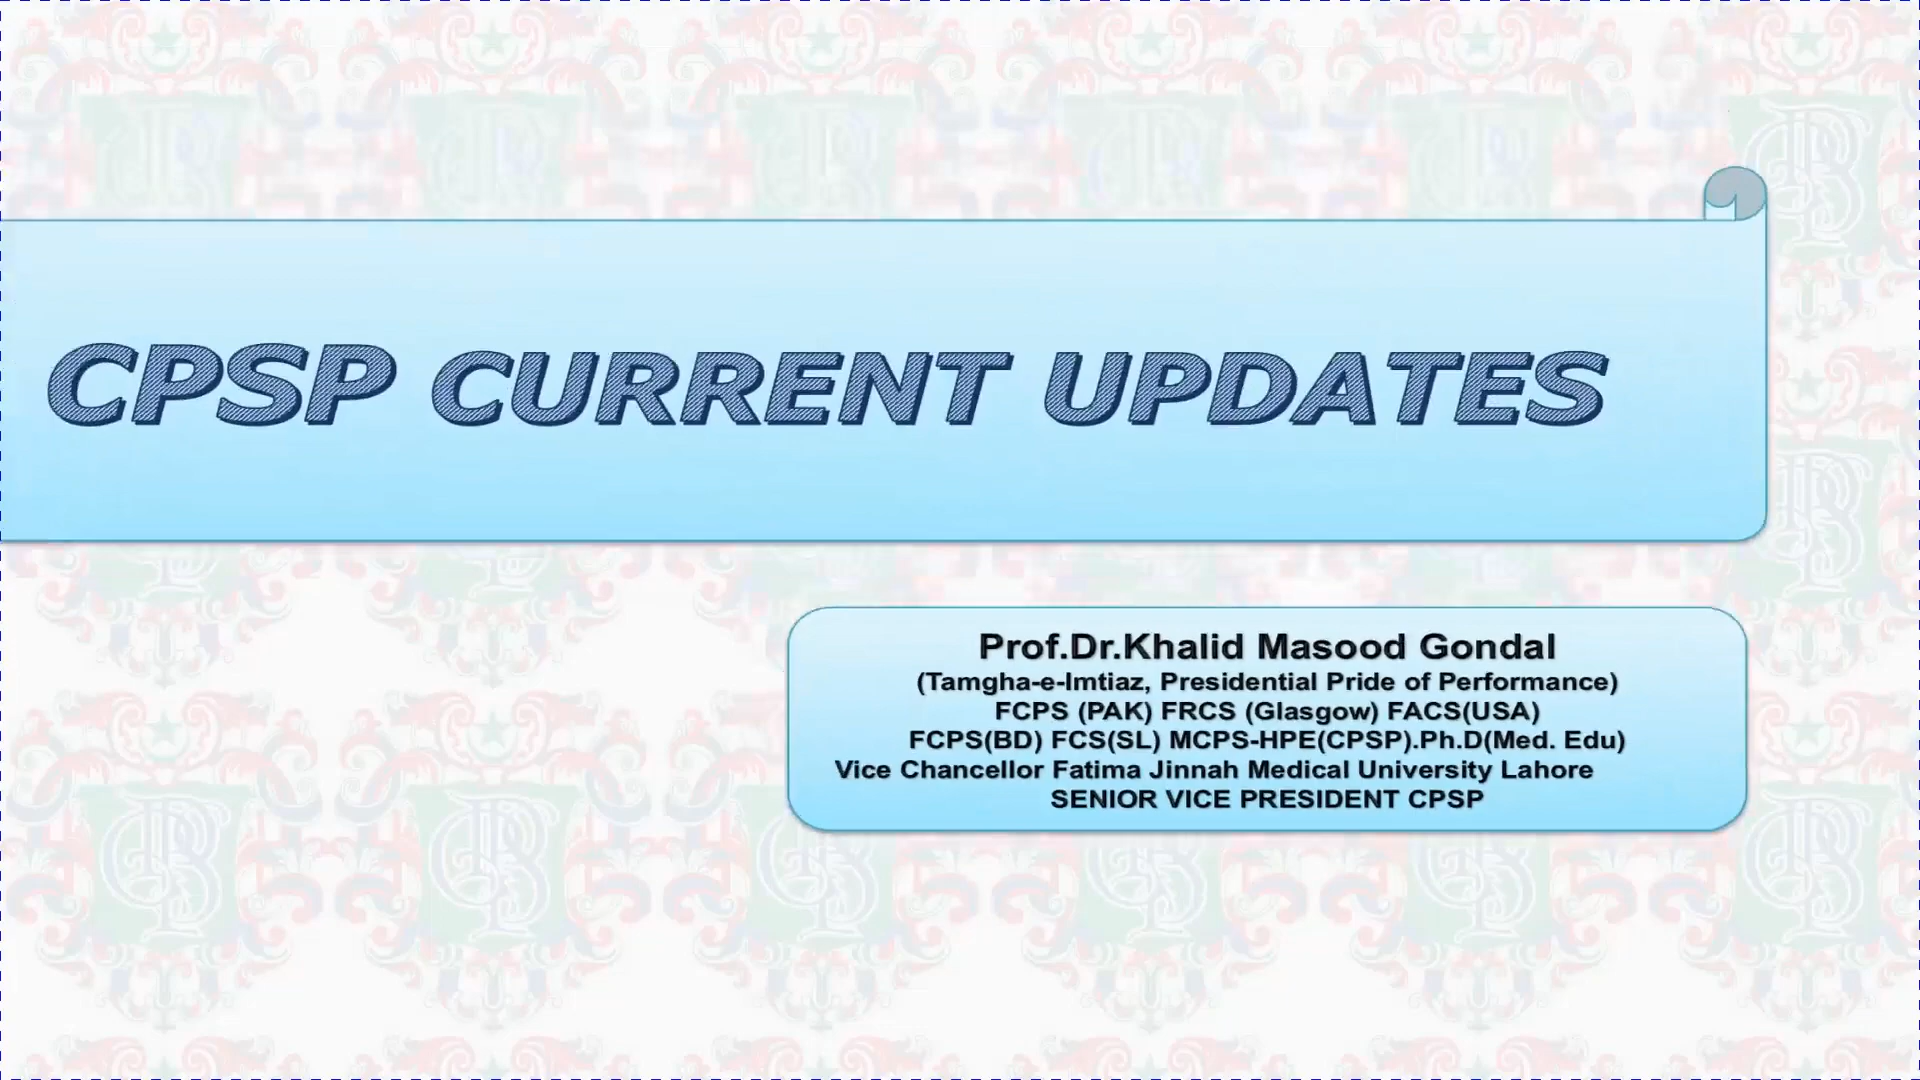 CPSP CURRENT UPDATES
Prof.Dr.Khalid Masood Gondal
(Tamgha-e-Imtiaz, Presidential Pride of Performance)
FCPS (PAK) FRCS (Glasgow) FACS(USA)
FCPS(BD) FCS(SL) MCPS-HPE(CPSP).Ph.D(Med. Edu)
Vice Chancellor Fatima Jinnah Medical University Lahore
SENIOR VICE PRESIDENT CPSP